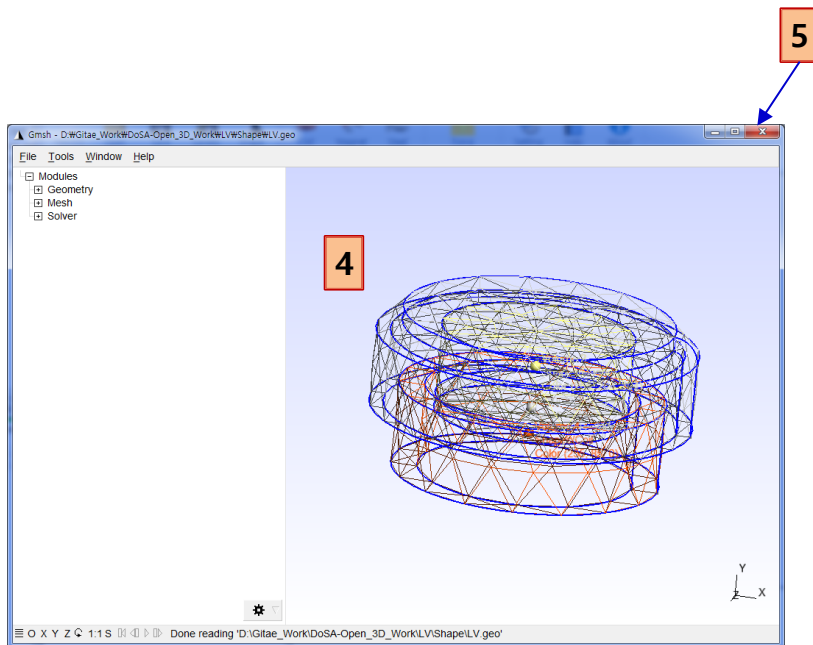 5
Gmsh - D:₩Gitae_Work₩DoSA-Open_3D_Work₩LV₩Shape₩LV.geo
File Tools Window Help
Modules
Geometry
Mesh
Solver
4
Y
X
Z
O X Y Z 1:1 S Done reading 'D:\Gitae_Work\DoSA-Open_3D_Work\LV\Shape\LV.geo'